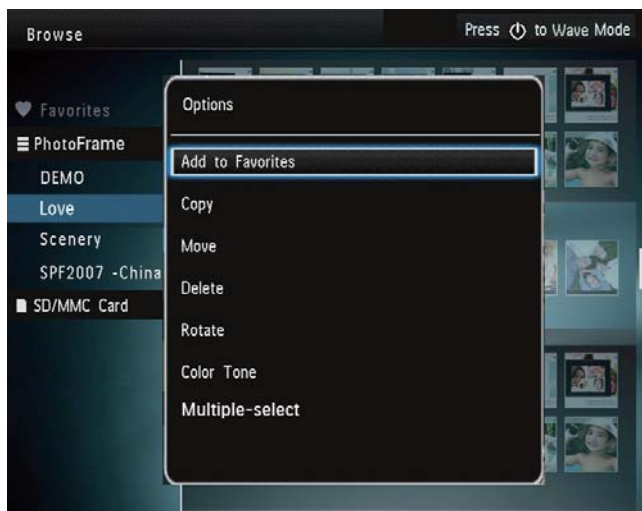 Browse
Press to Wave Mode
Favorites
PhotoFrame
DEMO
Love
Scenery
SPF2007 -China
SD/MMC Card
Options
Add to Favorites
Copy
Move
Delete
Rotate
Color Tone
Multiple-select